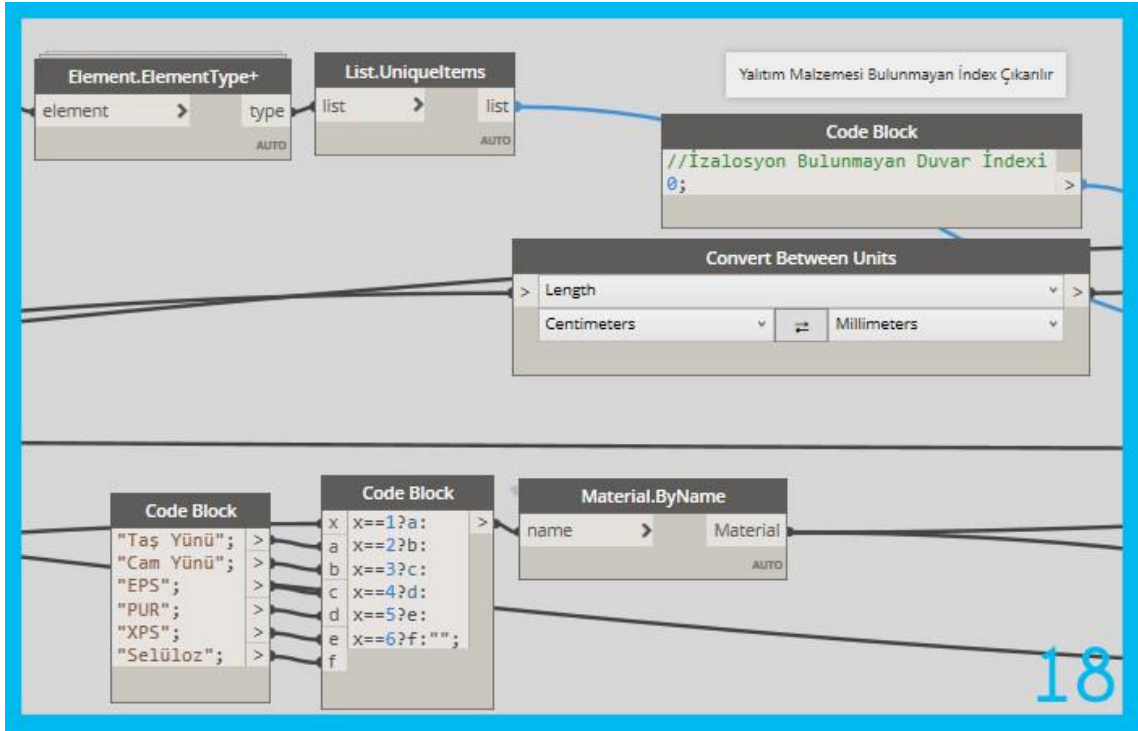 Element.ElementType+
element > type
AUTO
List.UniqueItems
list > list
AUTO
Yalıtım Malzemesi Bulunmayan İndex Çıkarılır
Code Block
//İzalosyon Bulunmayan Duvar İndexi
0; >
Convert Between Units
> Length >
Centimeters ⇄ Millimeters
Code Block
"Taş Yünü"; >
"Cam Yünü"; >
"EPS"; >
"PUR"; >
"XPS"; >
"Selüloz"; >
Code Block
x x==1?a: >
a x==2?b:
b x==3?c:
c x==4?d:
d x==5?e:
e x==6?f:"";
f
Material.ByName
name > Material
AUTO
18